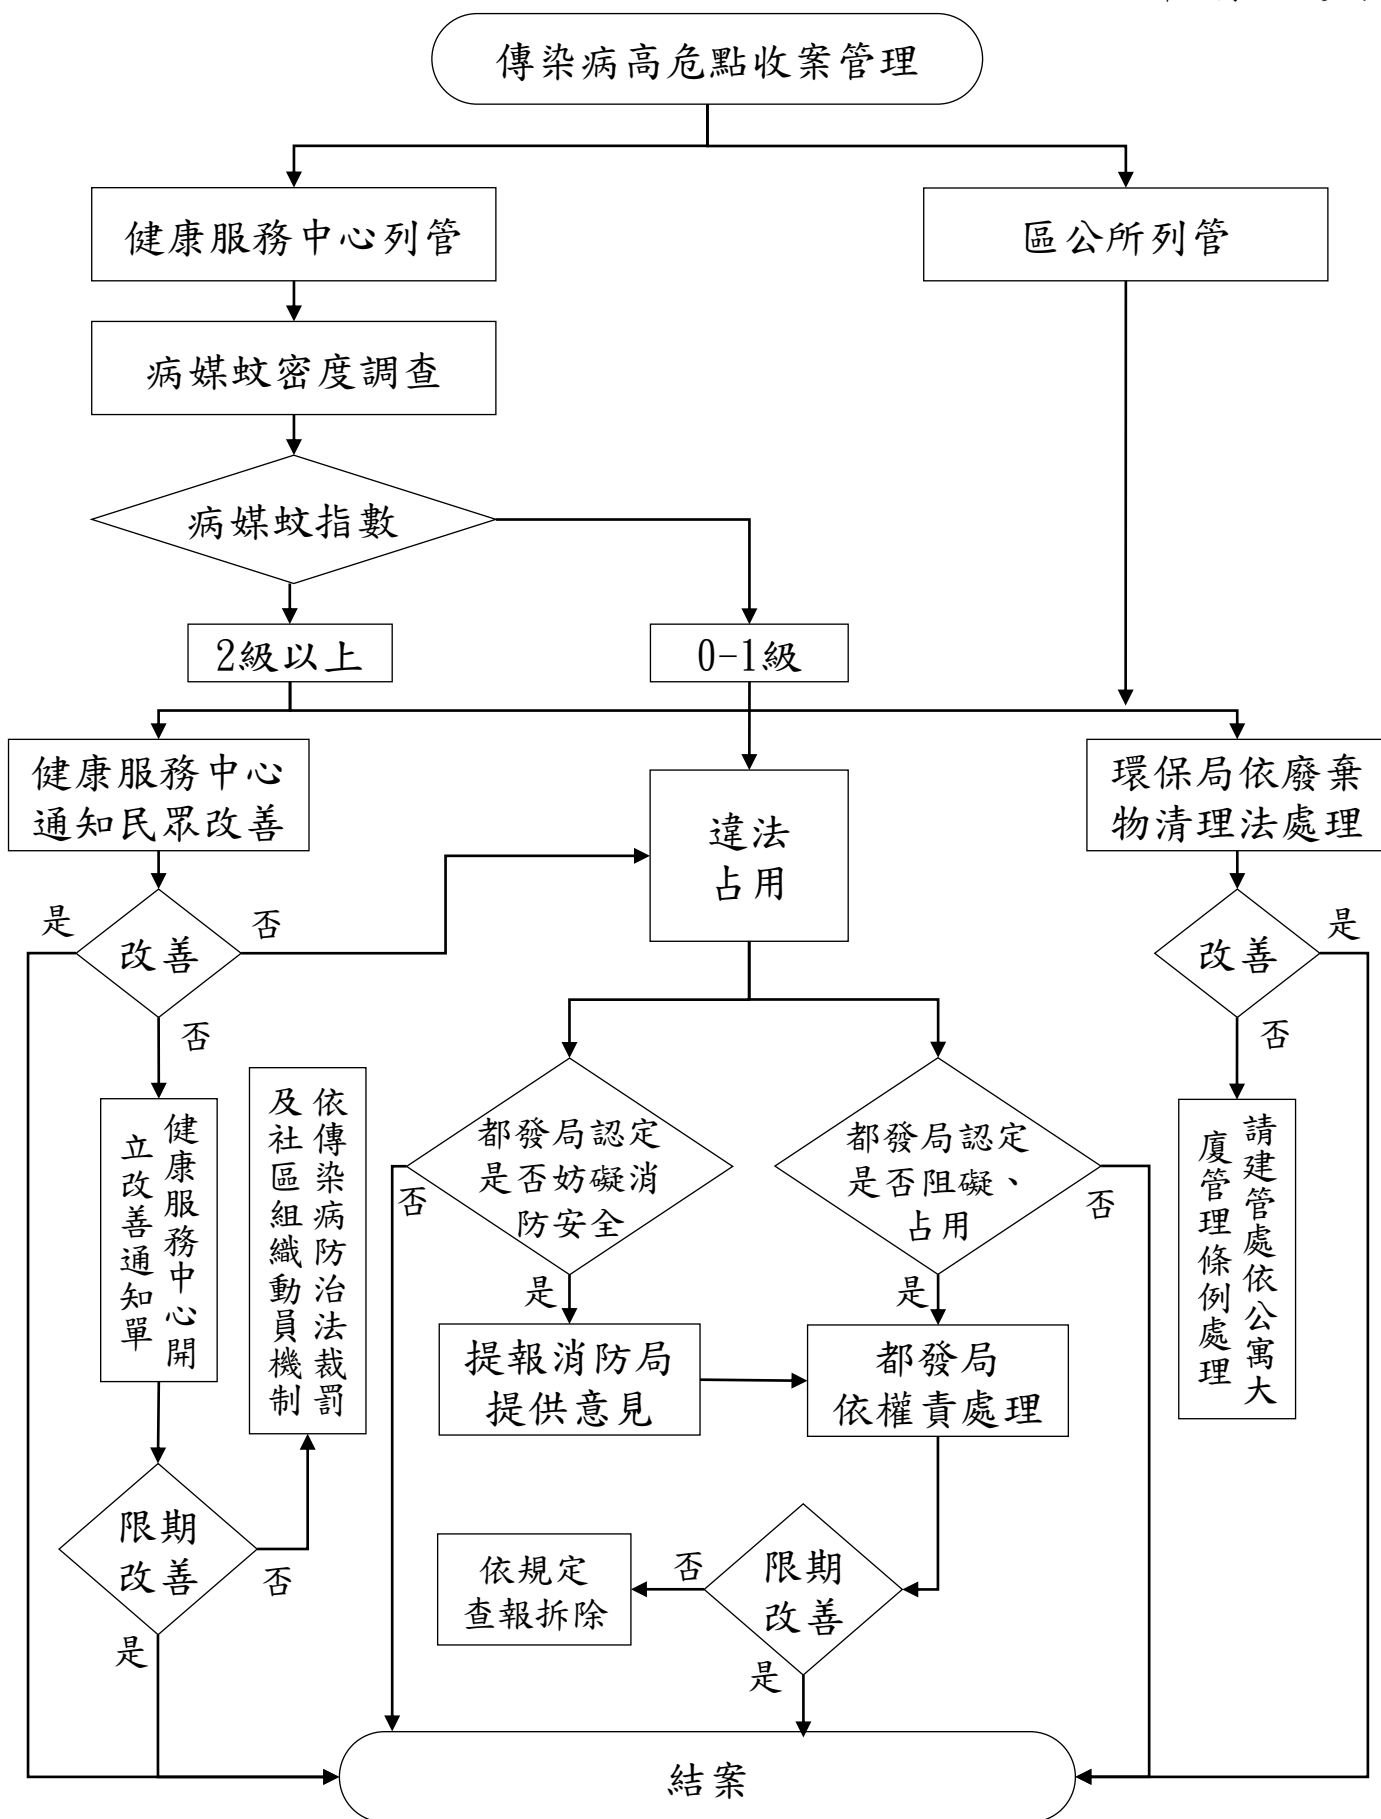 傳染病高危點收案管理
健康服務中心列管
區公所列管
病媒蚊密度調查
病媒蚊指數
2級以上
0-1級
健康服務中心
通知民眾改善
違法
占用
環保局依廢棄
物清理法處理
是
改善
否
否
改善
是
否
健康服務中心開
立改善通知單
依傳染病防治法裁罰
及社區組織動員機制
都發局認定
是否妨礙消
防安全
否
是
都發局認定
是否阻礙、
占用
否
是
請建管處依公寓大
廈管理條例處理
提報消防局
提供意見
都發局
依權責處理
限期
改善
否
是
依規定
查報拆除
否
限期
改善
是
結案